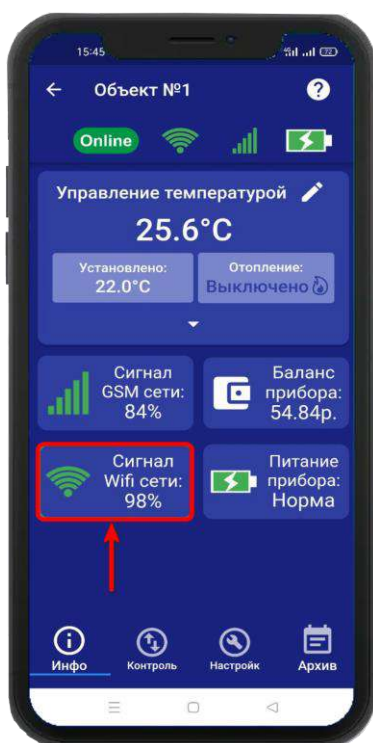 15:45
72
Объект №1
?
Online
Управление температурой
25.6°C
Установлено:
22.0°C
Отопление:
Выключено
Сигнал
GSM сети:
84%
Баланс
прибора:
54.84р.
Сигнал
Wifi сети:
98%
Питание
прибора:
Норма
Инфо
Контроль
Настройк
Архив